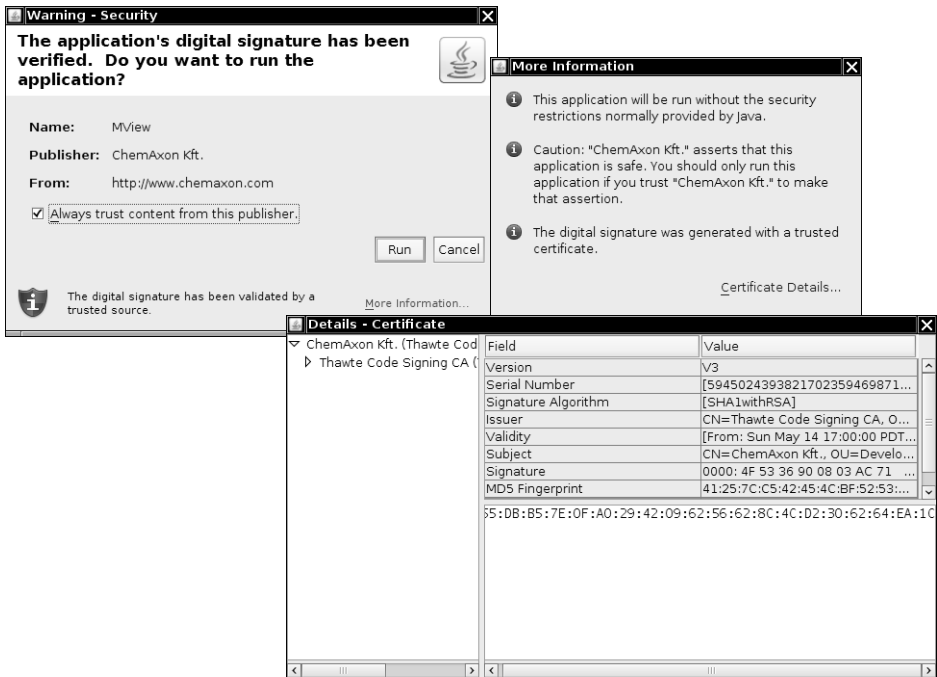 Warning - Security
The application's digital signature has been
verified. Do you want to run the
application?
Name: MView
Publisher: ChemAxon Kft.
From: http://www.chemaxon.com
Always trust content from this publisher.
Run Cancel
The digital signature has been validated by a
trusted source.
More Information...
More Information
This application will be run without the security
restrictions normally provided by Java.
Caution: "ChemAxon Kft." asserts that this
application is safe. You should only run this
application if you trust "ChemAxon Kft." to make
that assertion.
The digital signature was generated with a trusted
certificate.
Certificate Details...
Details - Certificate
ChemAxon Kft. (Thawte Cod
Thawte Code Signing CA (
Field Value
Version V3
Serial Number [5945024393821702359469871...
Signature Algorithm [SHA1withRSA]
Issuer CN=Thawte Code Signing CA, O...
Validity [From: Sun May 14 17:00:00 PDT...
Subject CN=ChemAxon Kft., OU=Develo...
Signature 0000: 4F 53 36 90 08 03 AC 71 ...
MD5 Fingerprint 41:25:7C:C5:42:45:4C:BF:52:53:...
55:DB:B5:7E:0F:A0:29:42:09:62:56:62:8C:4C:D2:30:62:64:EA:1C